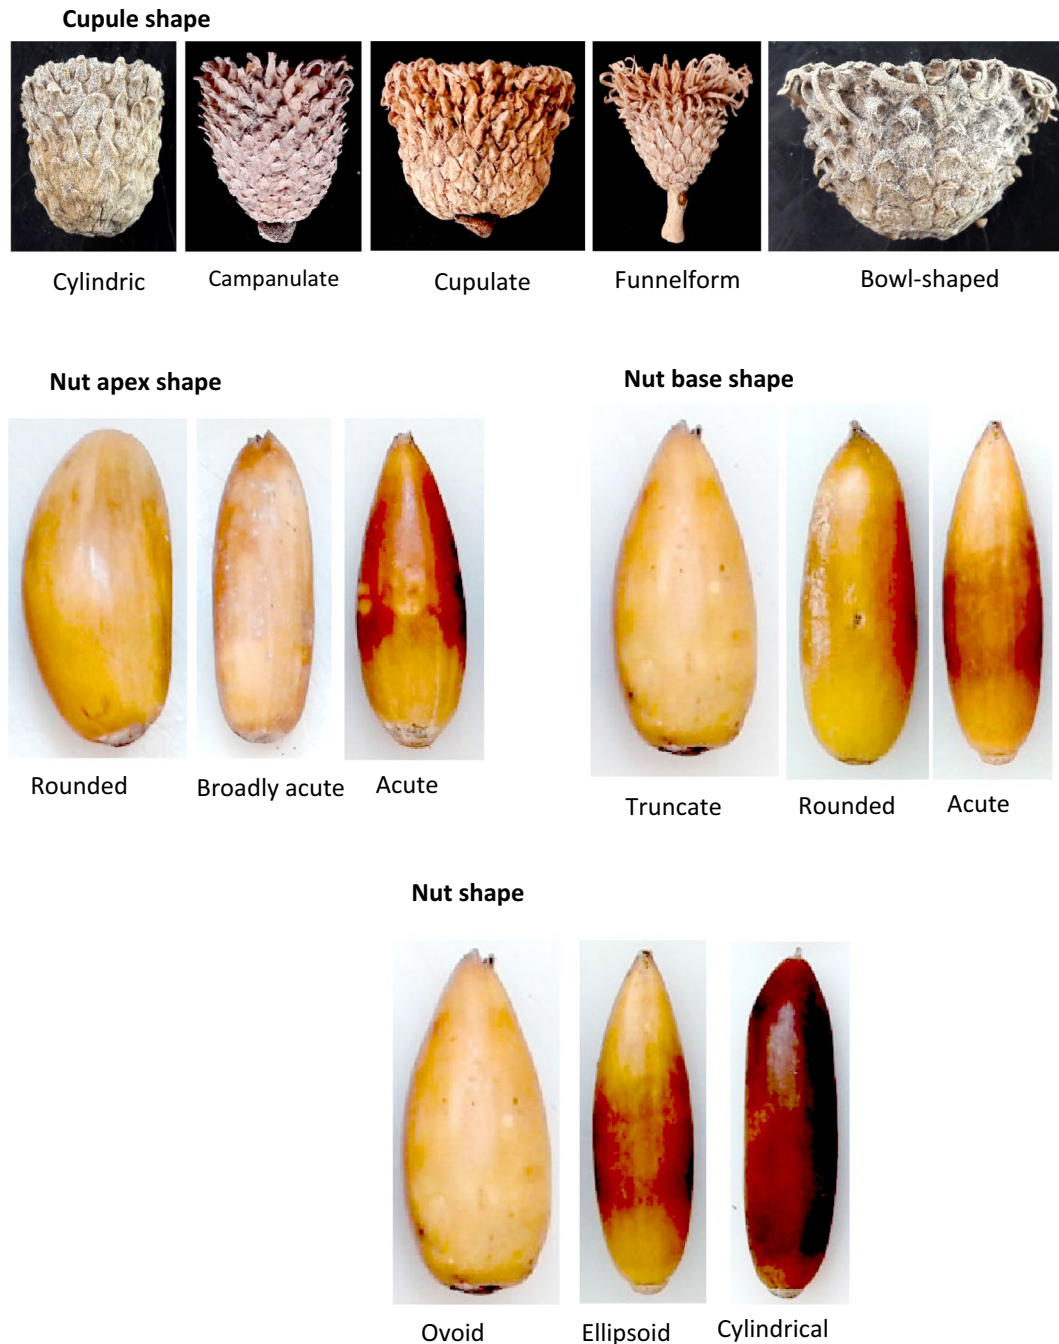 Cupule shape
Cylindric Campanulate Cupulate Funnelform Bowl-shaped
Nut apex shape Nut base shape
Rounded Broadly acute Acute Truncate Rounded Acute
Nut shape
Ovoid Ellipsoid Cylindrical